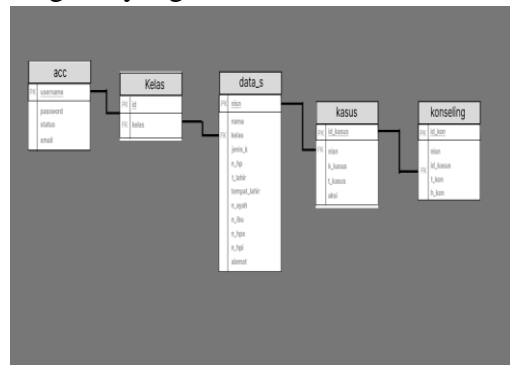 acc
PK username
password
status
email
Kelas
PK id
FK kelas
data_s
PK nisn
nama
FK kelas
jenis_k
n_hp
t_lahir
tempat_lahir
n_ayah
n_ibu
n_hpa
n_hpi
alamat
kasus
PK id_kasus
FK nisn
k_kasus
t_kasus
aksi
konseling
PK id_kon
nisn
FK id_kasus
t_kon
h_kon